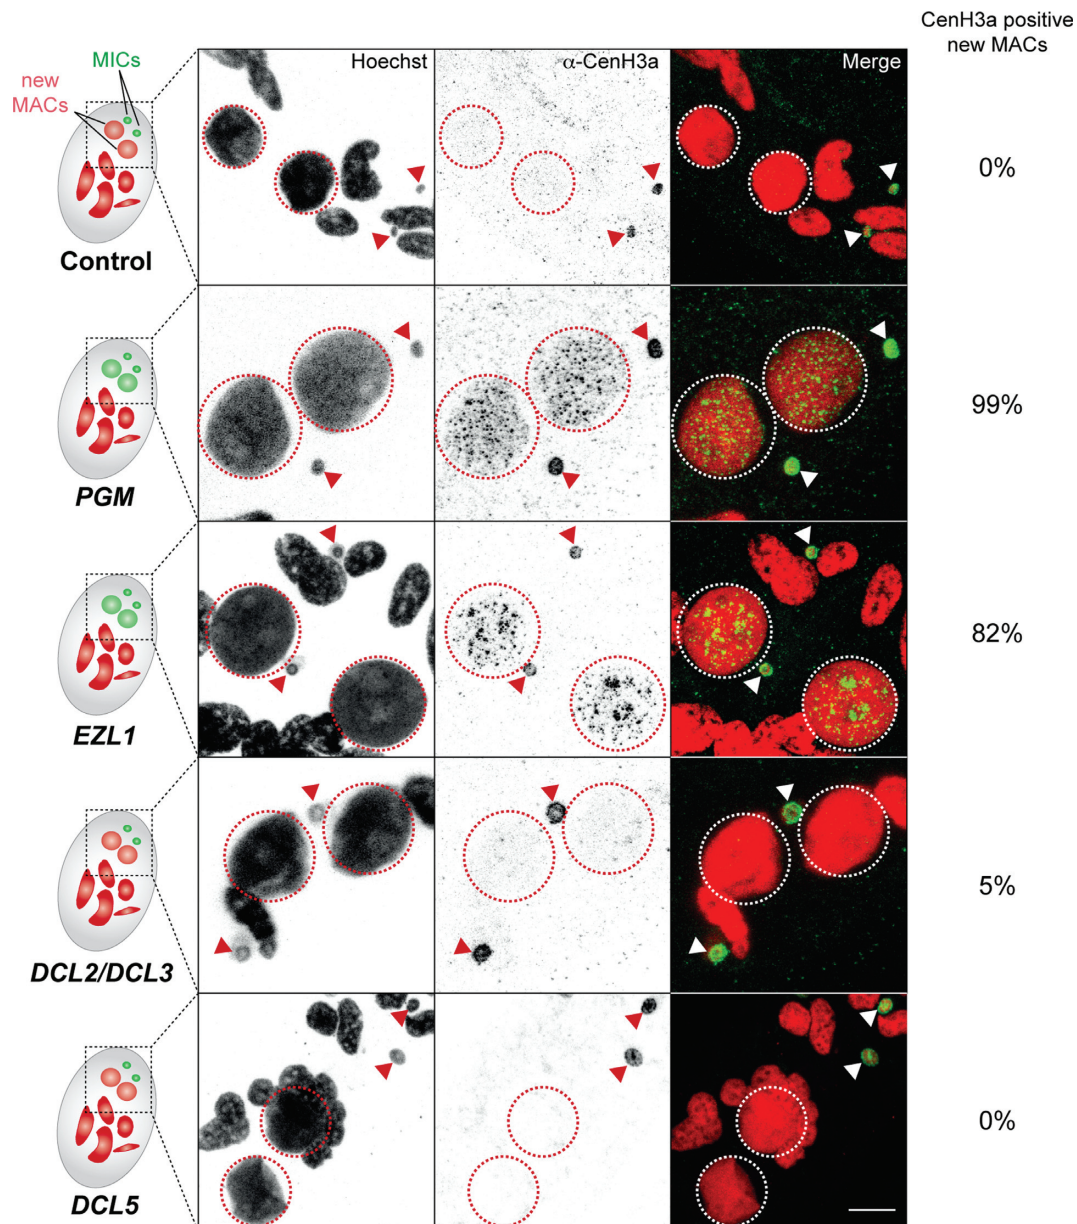 CenH3a positive
new MACs
MICs
new
MACs
Hoechst
α-CenH3a
Merge
Control
0%
PGM
99%
EZL1
82%
DCL2/DCL3
5%
DCL5
0%